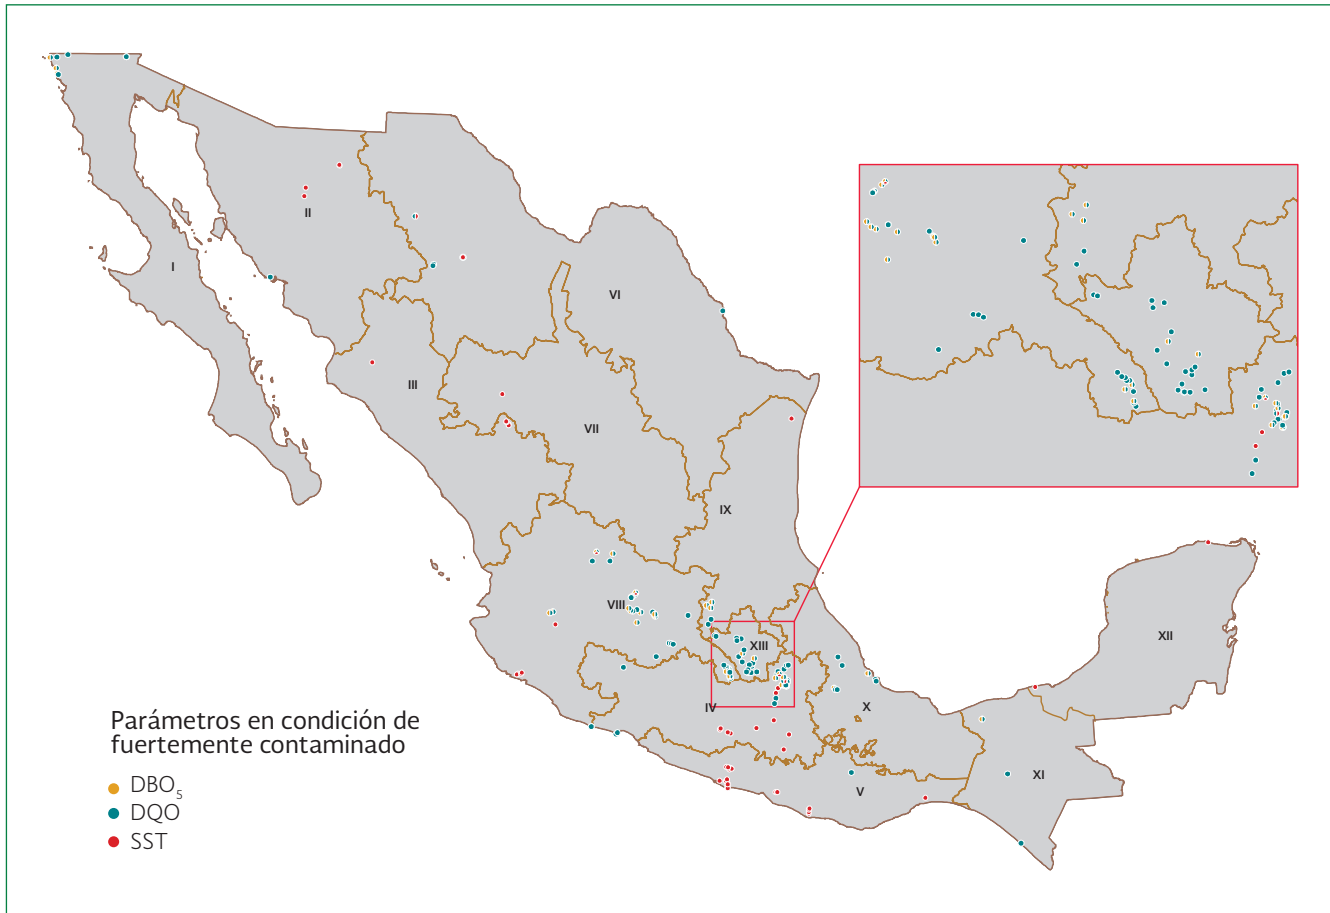 II
I
VI
III
VII
IX
VIII
XIII
XII
IV
X
XI
V
Parámetros en condición de
fuertemente contaminado
DBO₅
DQO
SST